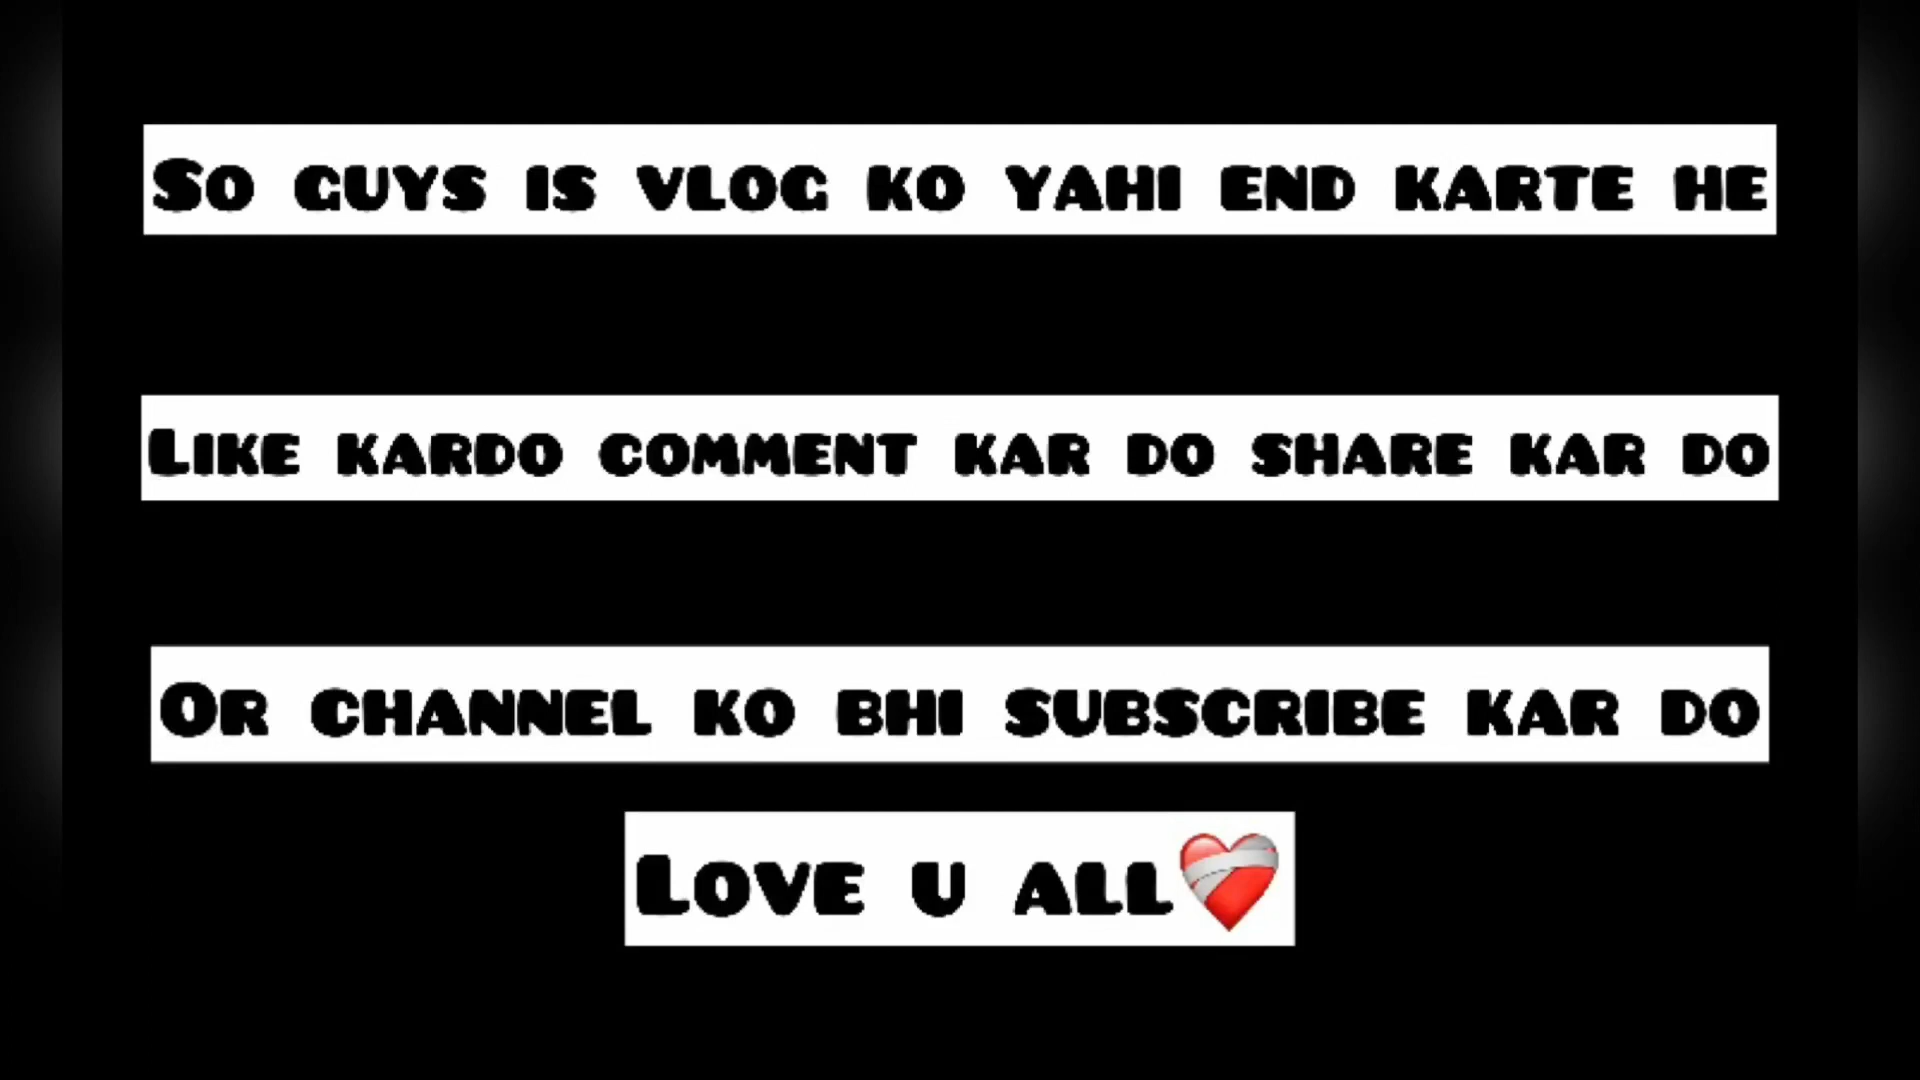 So guys is vlog ko yahi end karte he
Like kardo comment kar do share kar do
Or channel ko bhi subscribe kar do
Love u all❤️‍🩹